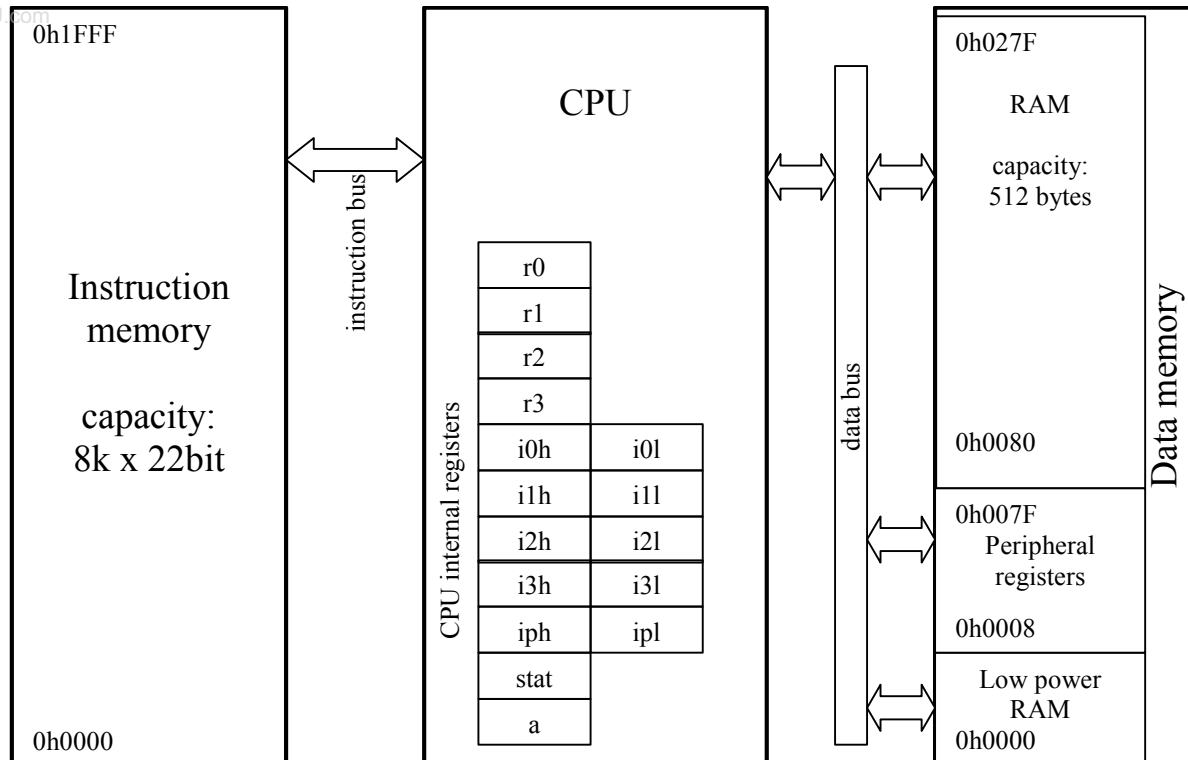 0h1FFF
Instruction
memory
capacity:
8k x 22bit
0h0000
instruction bus
CPU
CPU internal registers
r0
r1
r2
r3
i0h i0l
i1h i1l
i2h i2l
i3h i3l
iph ipl
stat
a
data bus
0h027F
RAM
capacity:
512 bytes
0h0080
0h007F
Peripheral
registers
0h0008
Low power
RAM
0h0000
Data memory